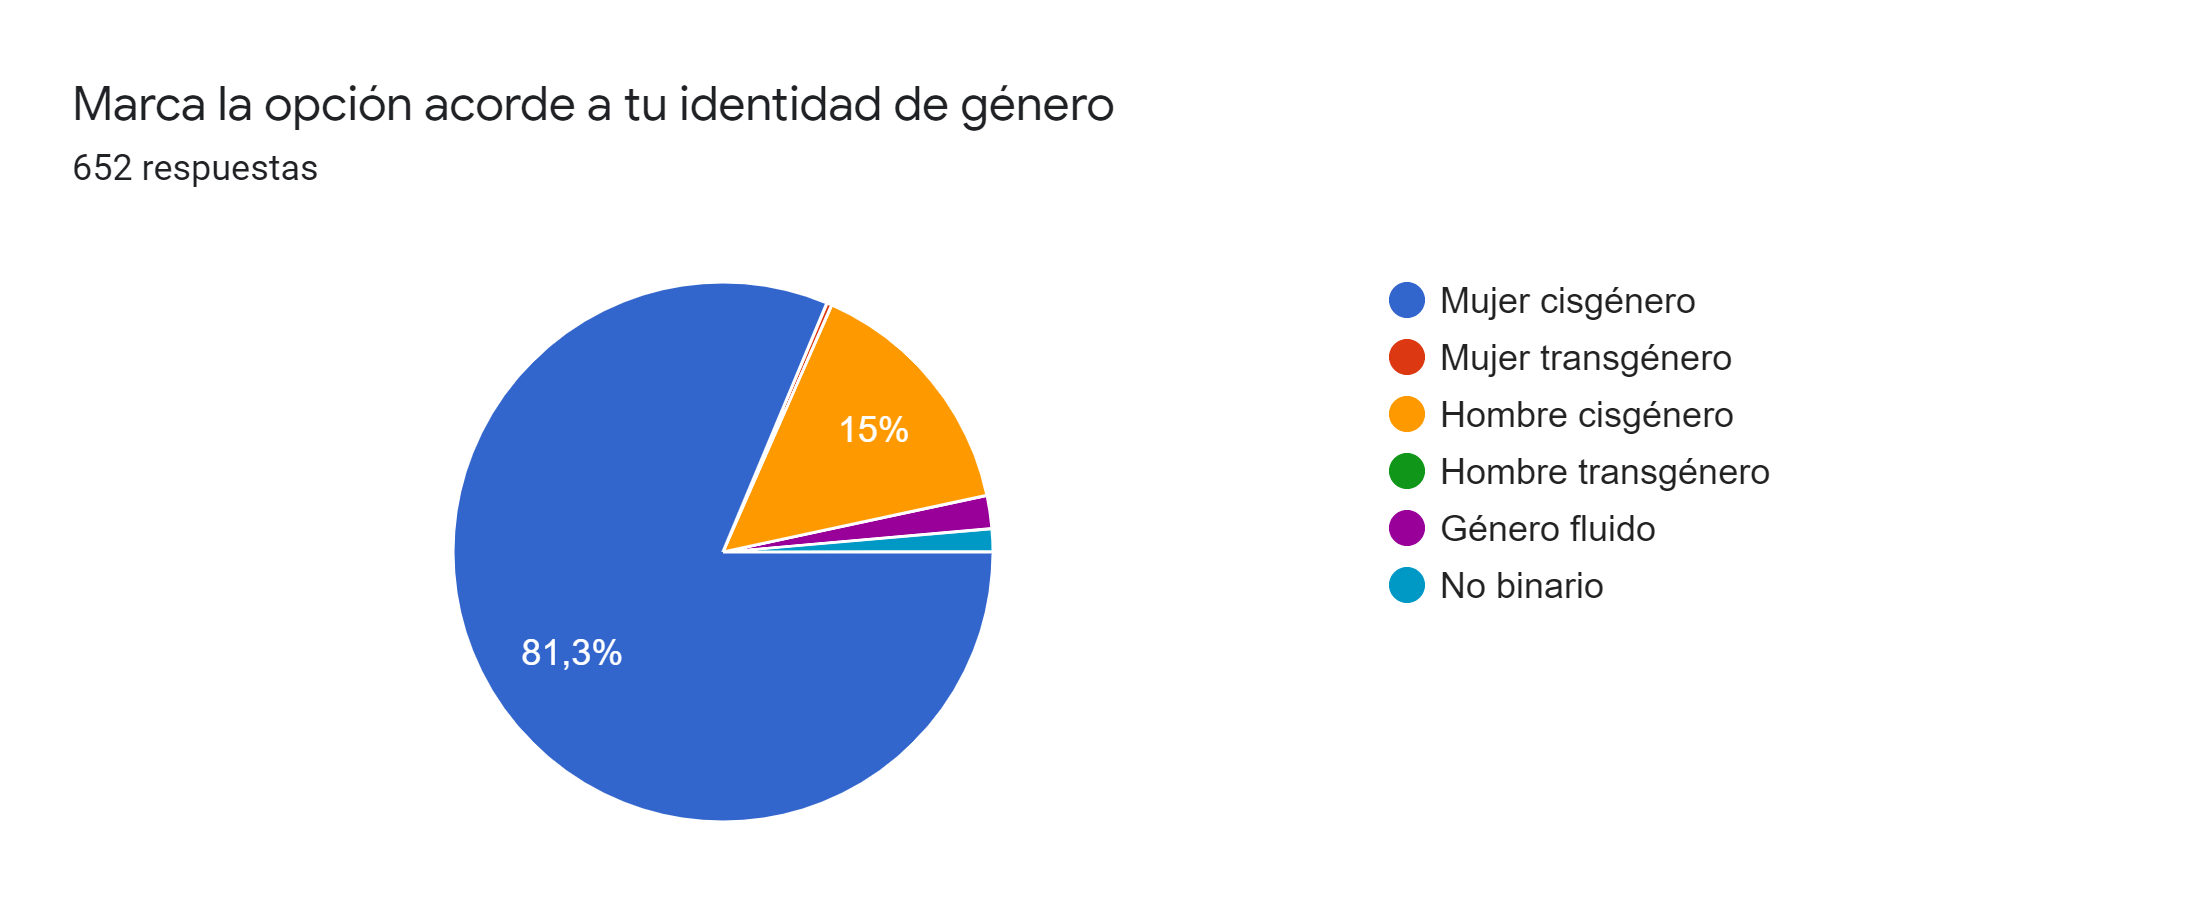 Marca la opción acorde a tu identidad de género
652 respuestas
15%
81,3%
Mujer cisgénero
Mujer transgénero
Hombre cisgénero
Hombre transgénero
Género fluido
No binario